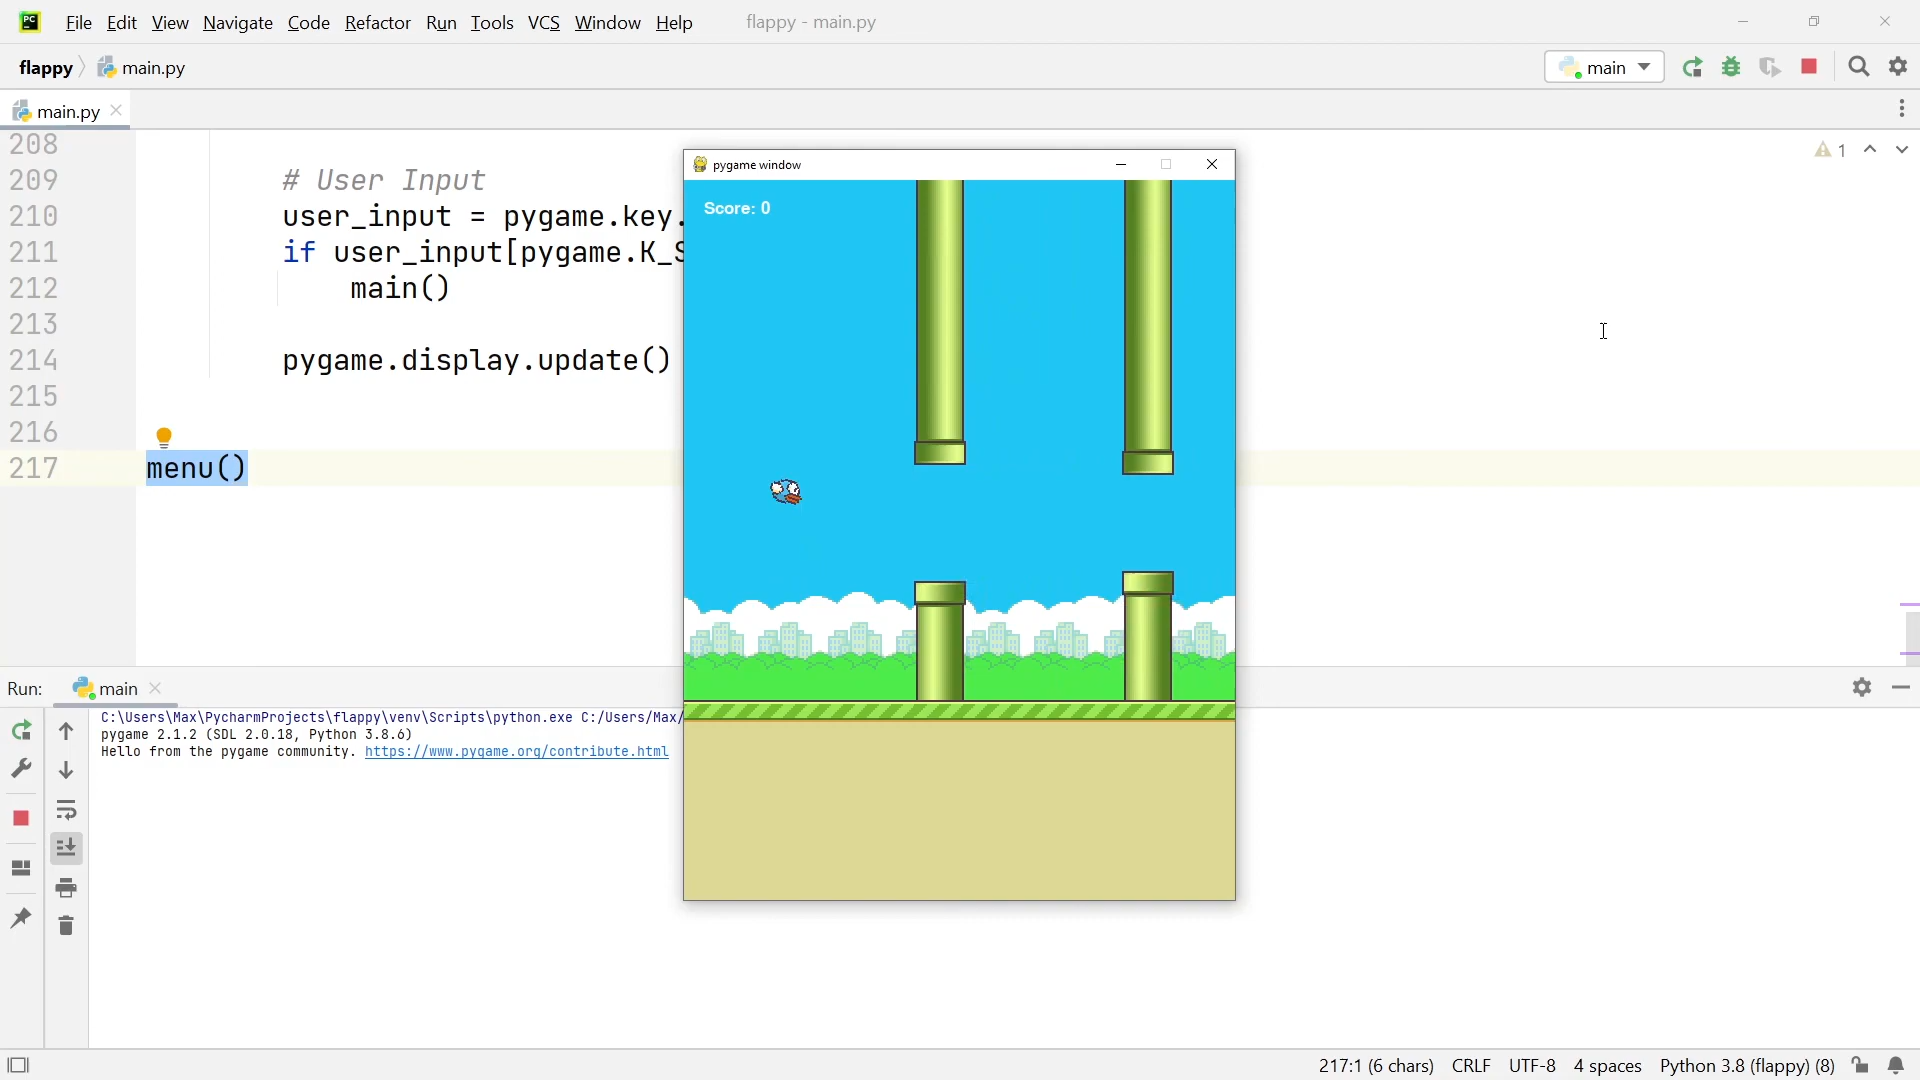 PC
File Edit View Navigate Code Refactor Run Tools VCS Window Help flappy - main.py
flappy main.py main
main.py
208
209 # User Input
210 user_input = pygame.key.
211 if user_input[pygame.K_S
212 main()
213
214 pygame.display.update()
215
216
217 menu()
1
pygame window
Score: 0
Run: main
C:\Users\Max\PycharmProjects\flappy\venv\Scripts\python.exe C:/Users/Max/
pygame 2.1.2 (SDL 2.0.18, Python 3.8.6)
Hello from the pygame community. https://www.pygame.org/contribute.html
217:1 (6 chars) CRLF UTF-8 4 spaces Python 3.8 (flappy) (8)